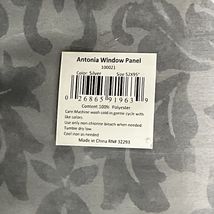 Antonia Window Panel
100021
Color Silver Size 52X95"
0 26865 91963 9
Content 100% Polyester
Care Machine wash cold in gentle cycle with
like colors
Use only non chlorine bleach when needed
Tumble dry low
Cool iron as needed
Made in China RN# 32293